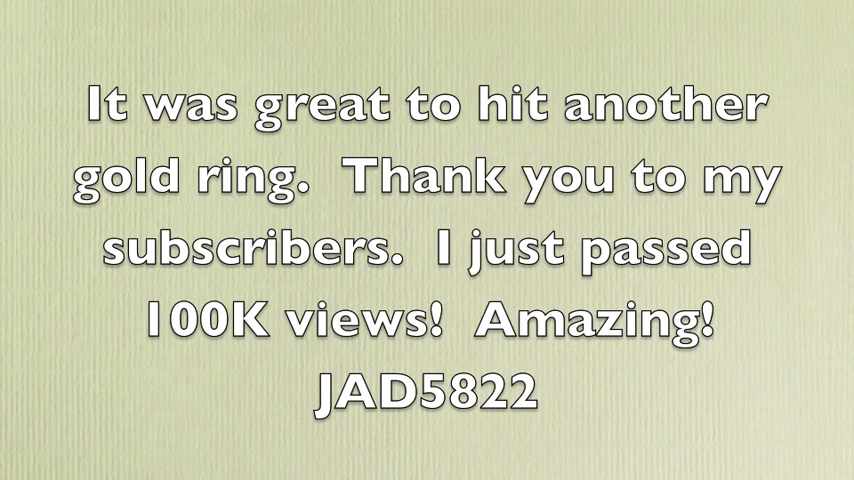 It was great to hit another
gold ring.  Thank you to my
subscribers.  I just passed
100K views!  Amazing!
JAD5822